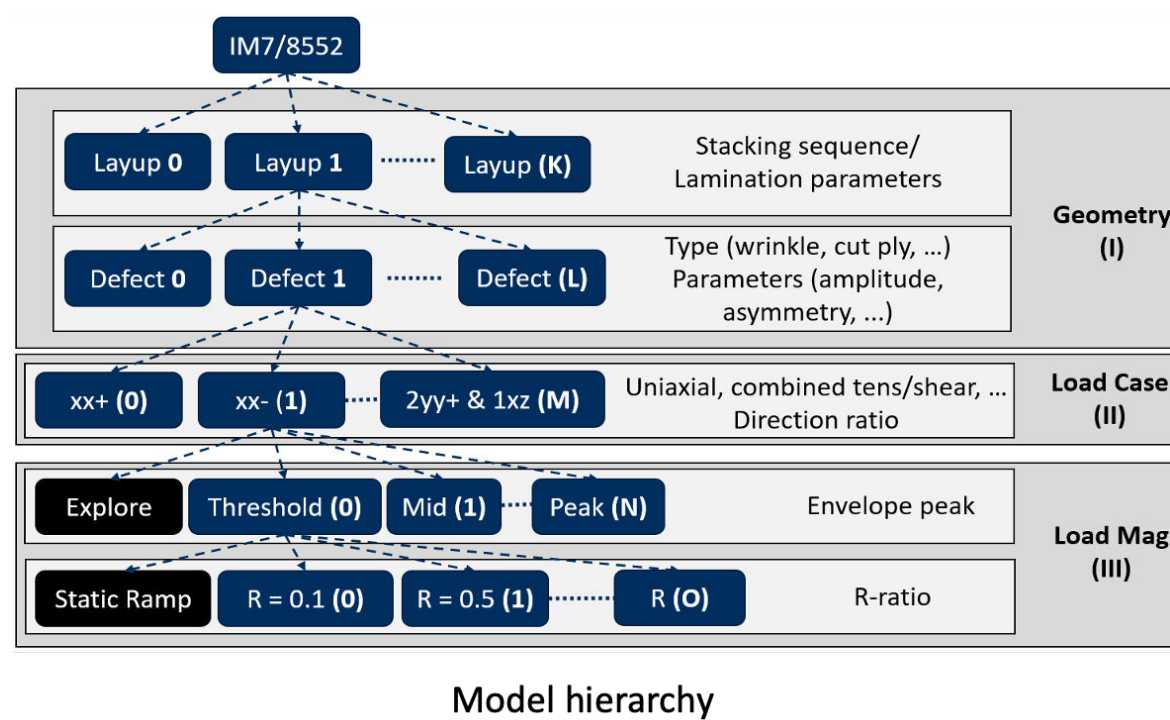 IM7/8552
Layup 0
Layup 1
Layup (K)
Stacking sequence/
Lamination parameters
Geometry
(I)
Defect 0
Defect 1
Defect (L)
Type (wrinkle, cut ply, ...)
Parameters (amplitude,
asymmetry, ...)
xx+ (0)
xx- (1)
2yy+ & 1xz (M)
Uniaxial, combined tens/shear, ...
Direction ratio
Load Case
(II)
Explore
Threshold (0)
Mid (1)
Peak (N)
Envelope peak
Load Mag
(III)
Static Ramp
R = 0.1 (0)
R = 0.5 (1)
R (O)
R-ratio
Model hierarchy